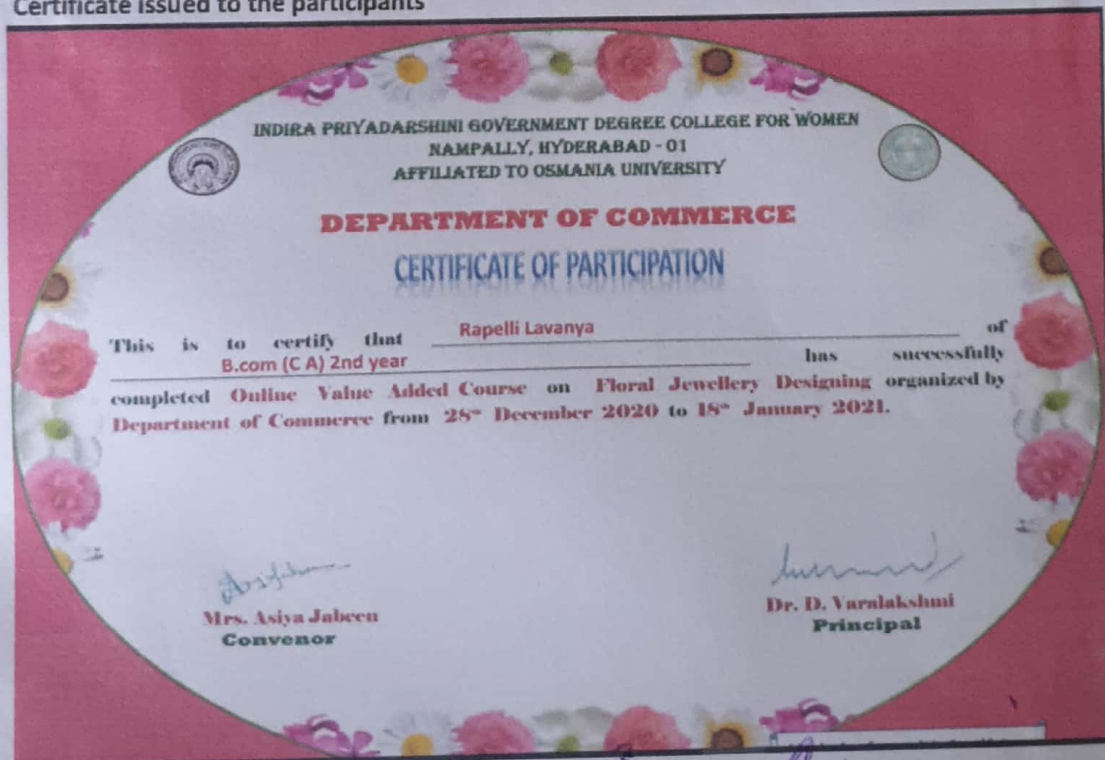 Certificate issued to the participants
INDIRA PRIYADARSHINI GOVERNMENT DEGREE COLLEGE FOR WOMEN
NAMPALLY, HYDERABAD - 01
AFFILIATED TO OSMANIA UNIVERSITY
DEPARTMENT OF COMMERCE
CERTIFICATE OF PARTICIPATION
This is to certify that Rapelli Lavanya of
B.com (C A) 2nd year has successfully
completed Online Value Added Course on Floral Jewellery Designing organized by
Department of Commerce from 28th December 2020 to 18th January 2021.
Mrs. Asiya Jabeen
Convenor
Dr. D. Varalakshmi
Principal